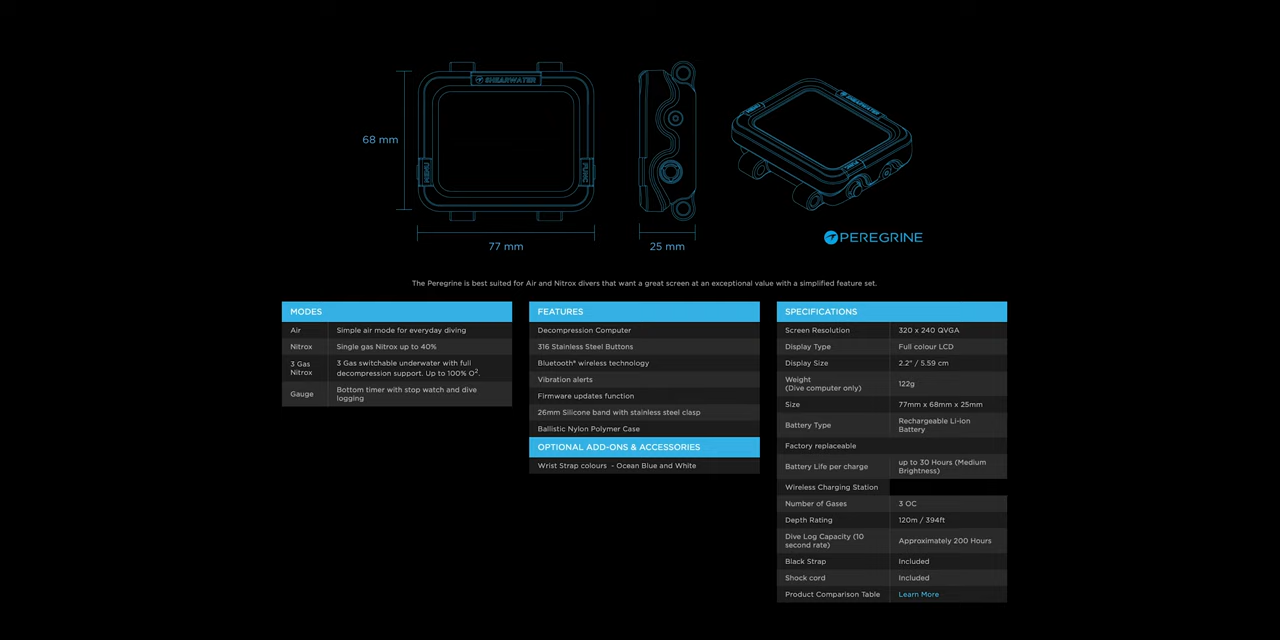 SHEARWATER
MENU
FUNC
SHEARWATER
68 mm
77 mm
25 mm
PEREGRINE
The Peregrine is best suited for Air and Nitrox divers that want a great screen at an exceptional value with a simplified feature set.
MODES
Air
Simple air mode for everyday diving
Nitrox
Single gas Nitrox up to 40%
3 Gas
Nitrox
3 Gas switchable underwater with full
decompression support. Up to 100% O².
Gauge
Bottom timer with stop watch and dive
logging
FEATURES
Decompression Computer
316 Stainless Steel Buttons
Bluetooth® wireless technology
Vibration alerts
Firmware updates function
26mm Silicone band with stainless steel clasp
Ballistic Nylon Polymer Case
OPTIONAL ADD-ONS & ACCESSORIES
Wrist Strap colours - Ocean Blue and White
SPECIFICATIONS
Screen Resolution
320 x 240 QVGA
Display Type
Full colour LCD
Display Size
2.2" / 5.59 cm
Weight
(Dive computer only)
122g
Size
77mm x 68mm x 25mm
Battery Type
Rechargeable Li-ion
Battery
Factory replaceable
Battery Life per charge
up to 30 Hours (Medium
Brightness)
Wireless Charging Station
Number of Gases
3 OC
Depth Rating
120m / 394ft
Dive Log Capacity (10
second rate)
Approximately 200 Hours
Black Strap
Included
Shock cord
Included
Product Comparison Table
Learn More